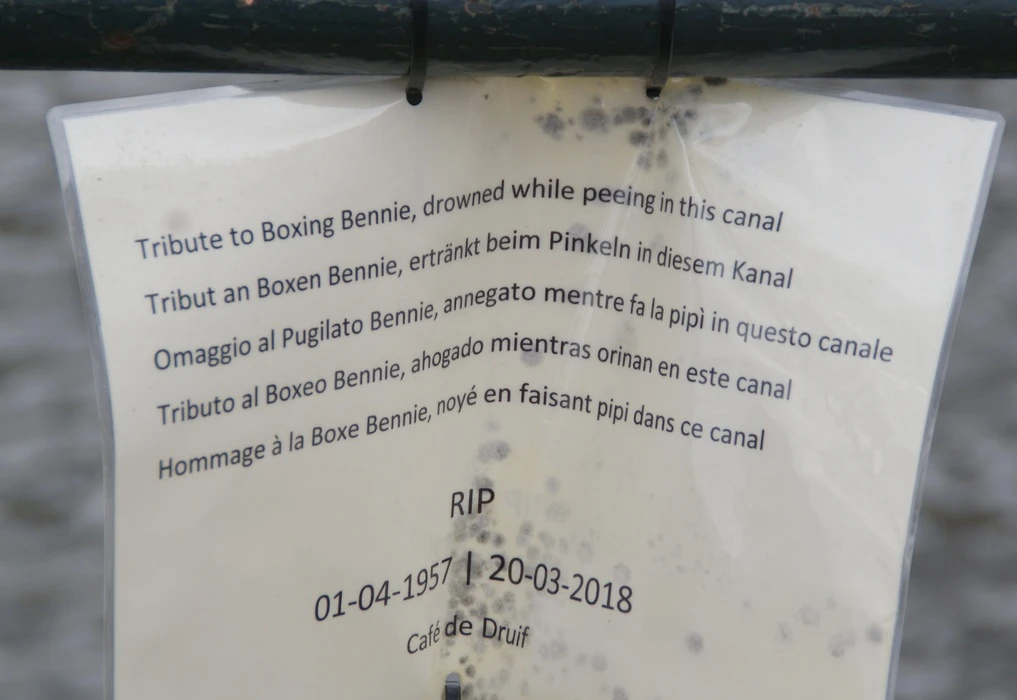 Tribute to Boxing Bennie, drowned while peeing in this canal
Tribut an Boxen Bennie, ertränkt beim Pinkeln in diesem Kanal
Omaggio al Pugilato Bennie, annegato mentre fa la pipì in questo canale
Tributo al Boxeo Bennie, ahogado mientras orinan en este canal
Hommage à la Boxe Bennie, noyé en faisant pipi dans ce canal
RIP
01-04-1957 | 20-03-2018
Café de Druif